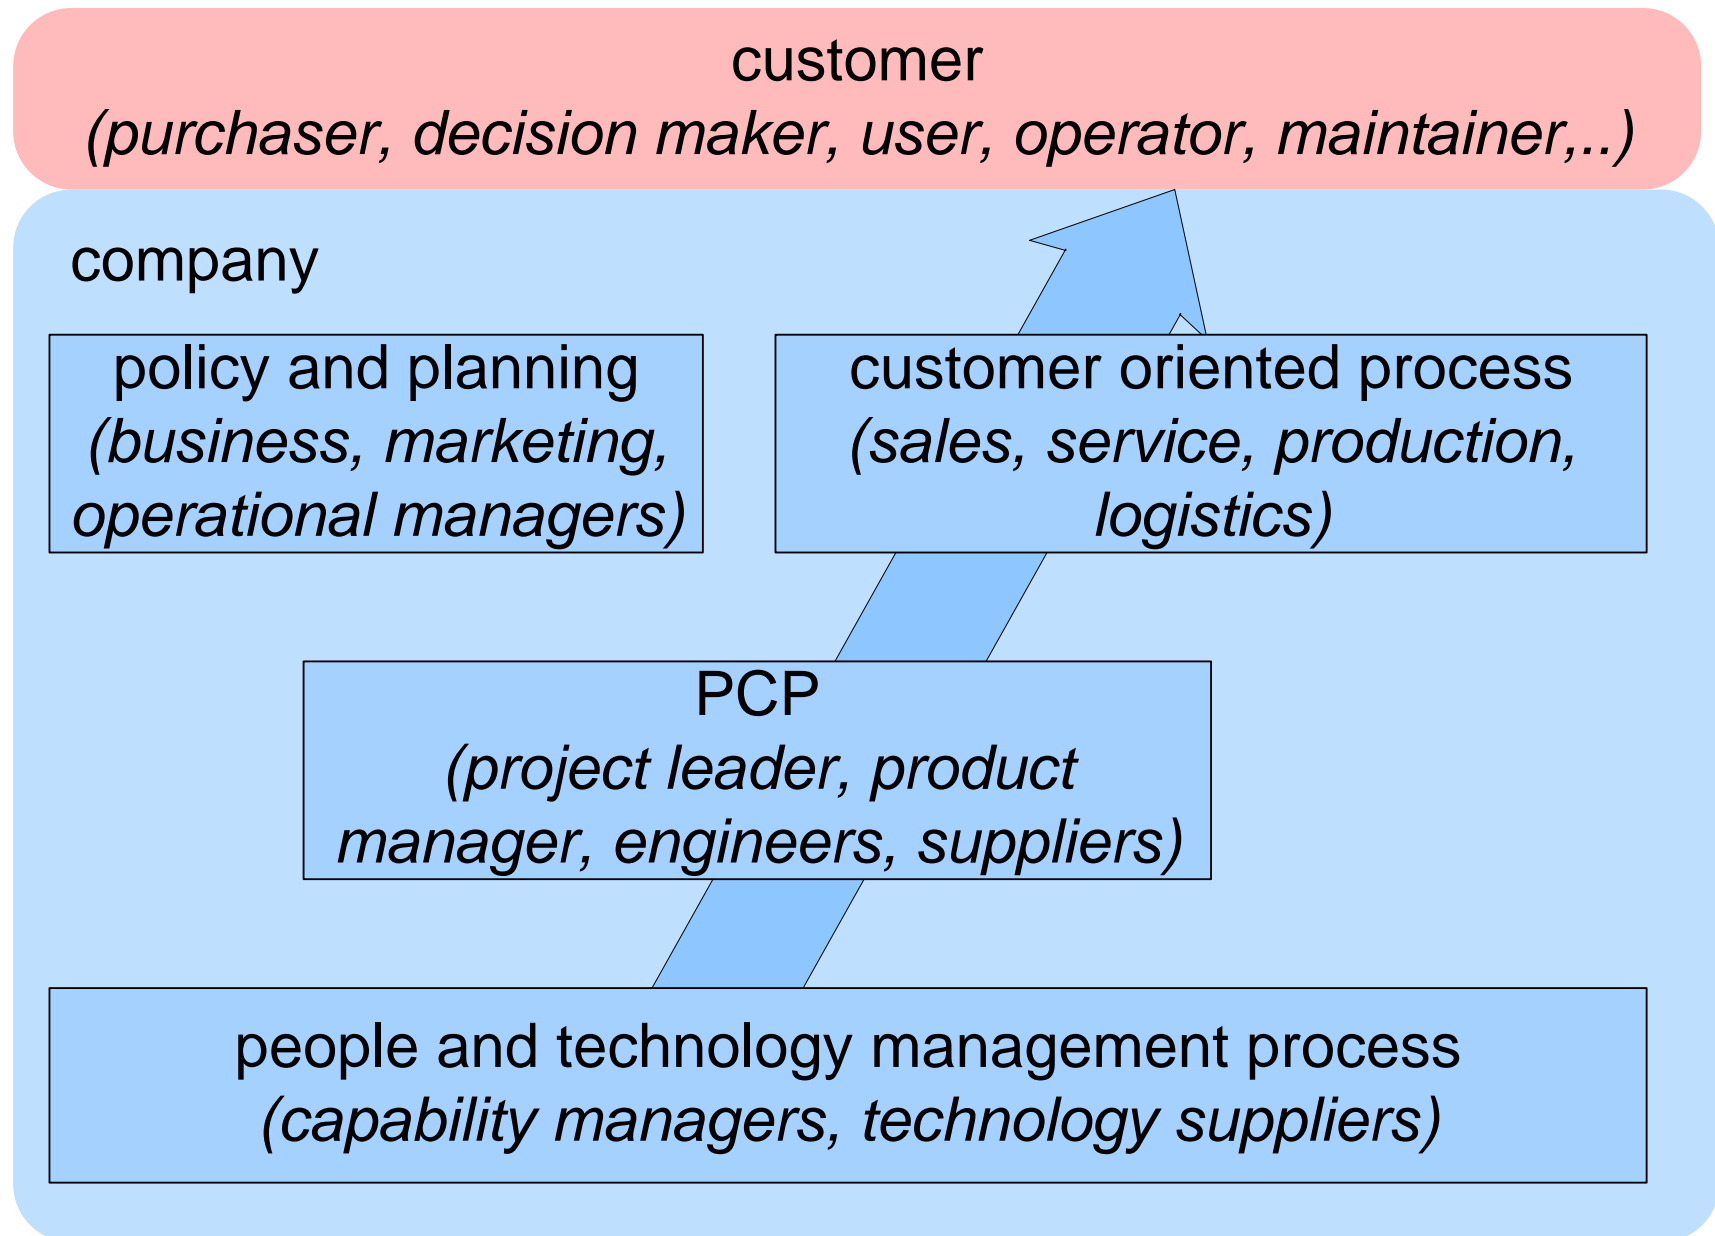 customer
(purchaser, decision maker, user, operator, maintainer,..)
company
policy and planning
(business, marketing,
operational managers)
customer oriented process
(sales, service, production,
logistics)
PCP
(project leader, product
manager, engineers, suppliers)
people and technology management process
(capability managers, technology suppliers)